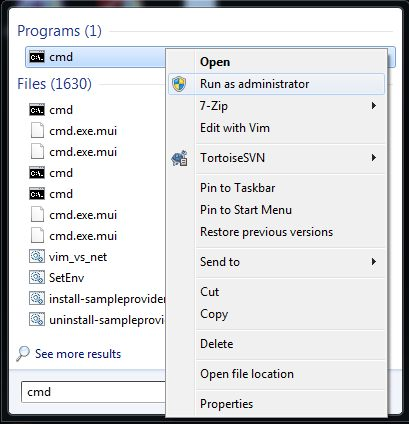 Programs (1)
cmd
Files (1630)
cmd
cmd.exe.mui
cmd.exe.mui
cmd
cmd
cmd.exe.mui
cmd.exe.mui
vim_vs_net
SetEnv
install-sampleprovider
uninstall-sampleprovi
See more results
cmd
Open
Run as administrator
7-Zip
Edit with Vim
TortoiseSVN
Pin to Taskbar
Pin to Start Menu
Restore previous versions
Send to
Cut
Copy
Delete
Open file location
Properties